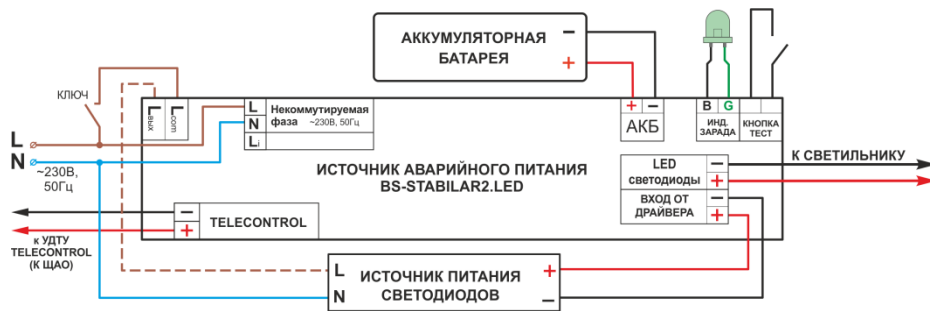 АККУМУЛЯТОРНАЯ
БАТАРЕЯ
−
+
КЛЮЧ
L
N
~230В,
50Гц
Lвых
Lcom
L
N
Li
Некоммутируемая
фаза ~230В, 50Гц
+ −
АКБ
B G
ИНД.
ЗАРАДА
КНОПКА
ТЕСТ
ИСТОЧНИК АВАРИЙНОГО ПИТАНИЯ
BS-STABILAR2.LED
LED
светодиоды
−
+
К СВЕТИЛЬНИКУ
ВХОД ОТ
ДРАЙВЕРА
−
+
−
+
TELECONTROL
к УДТУ
TELECONTROL
(К ЩАО)
L
N
ИСТОЧНИК ПИТАНИЯ
СВЕТОДИОДОВ
+
−